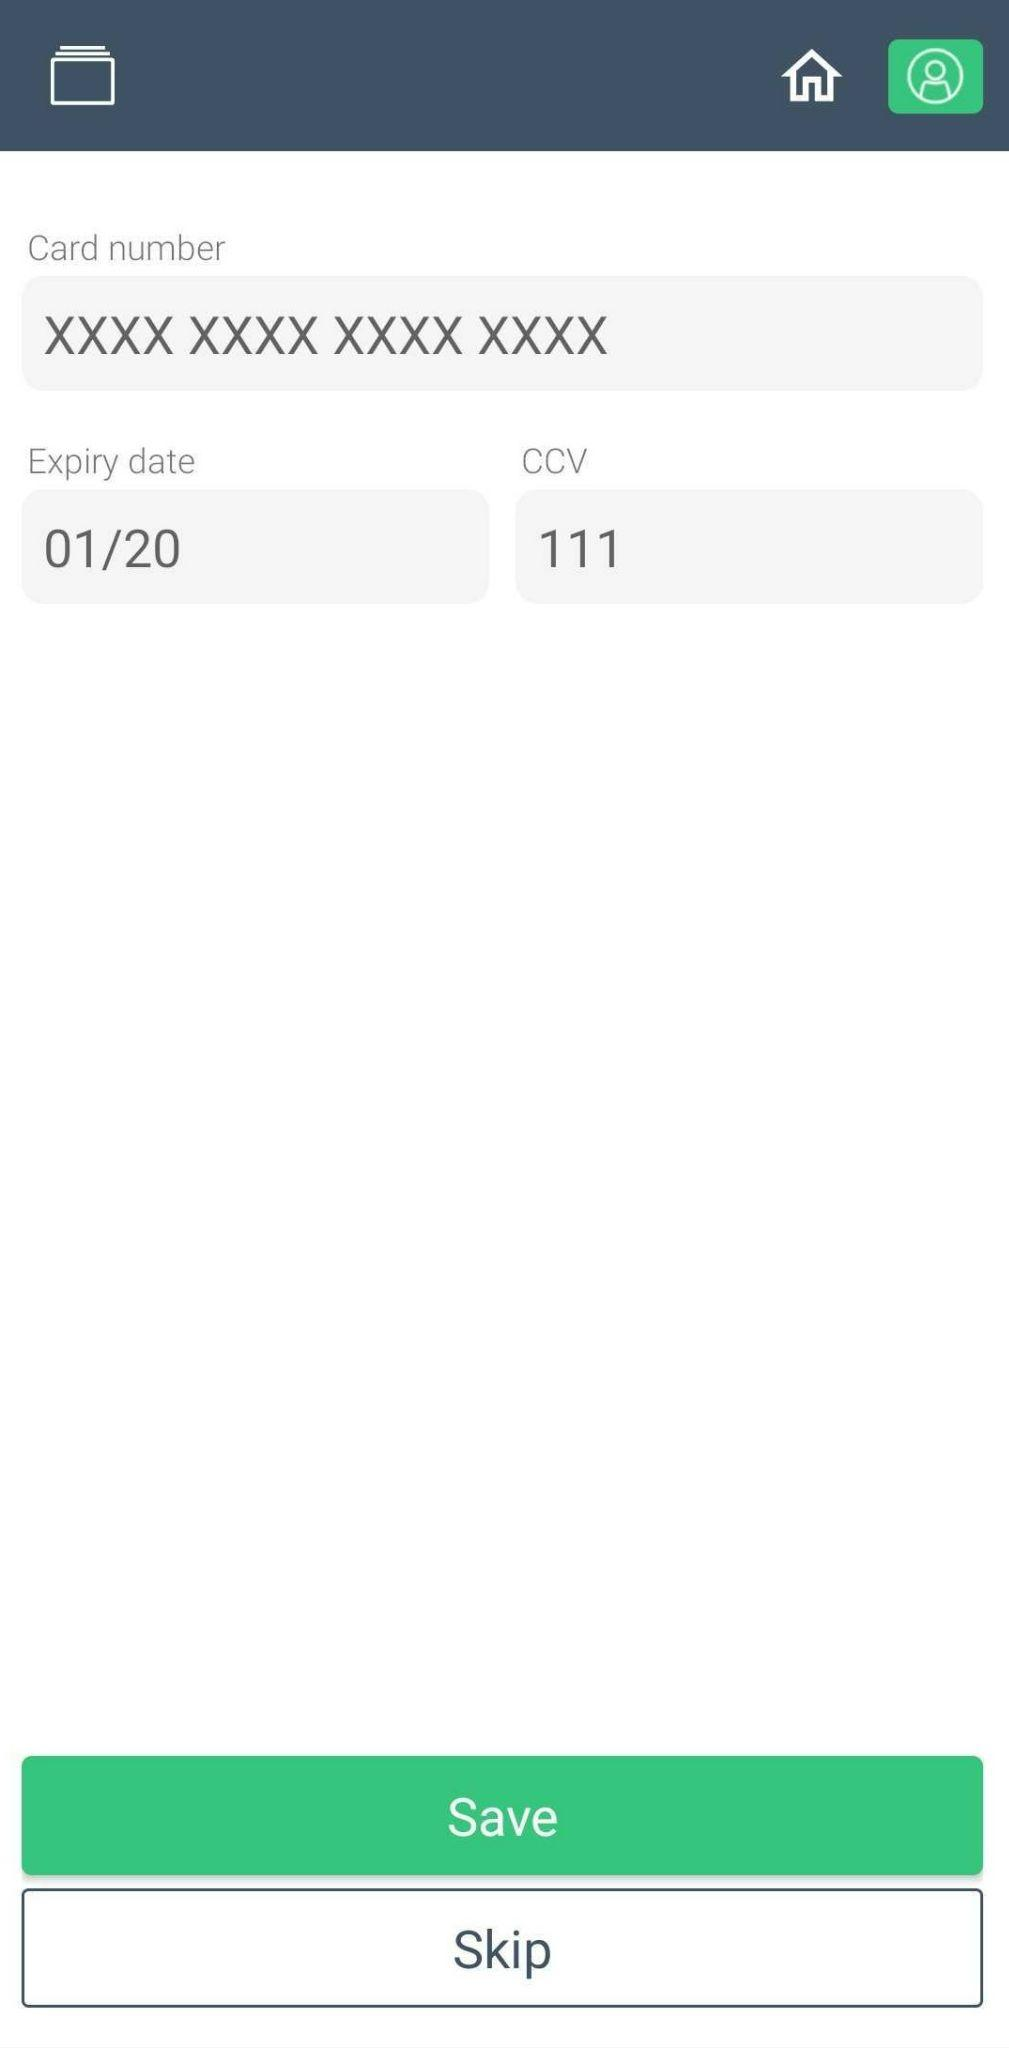 Card number
XXXX XXXX XXXX XXXX
Expiry date
CCV
01/20
111
Save
Skip